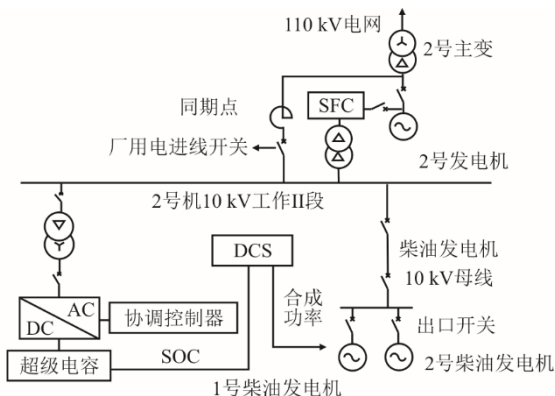 110 kV电网
2号主变
同期点
SFC
厂用电进线开关
2号发电机
2号机10 kV工作II段
DCS
柴油发电机
10 kV母线
AC
DC
协调控制器
合成
功率
出口开关
超级电容
SOC
2号柴油发电机
1号柴油发电机